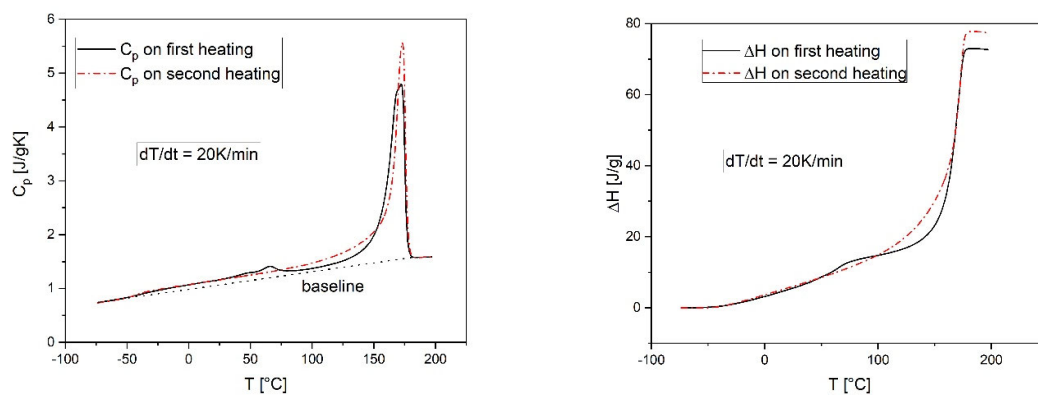 C_p on first heating
C_p on second heating
dT/dt = 20K/min
baseline
C_p [J/gK]
6
5
4
3
2
1
0
-100 -50 0 50 100 150 200
T [°C]
ΔH on first heating
ΔH on second heating
dT/dt = 20K/min
ΔH [J/g]
80
60
40
20
0
-100 0 100 200
T [°C]